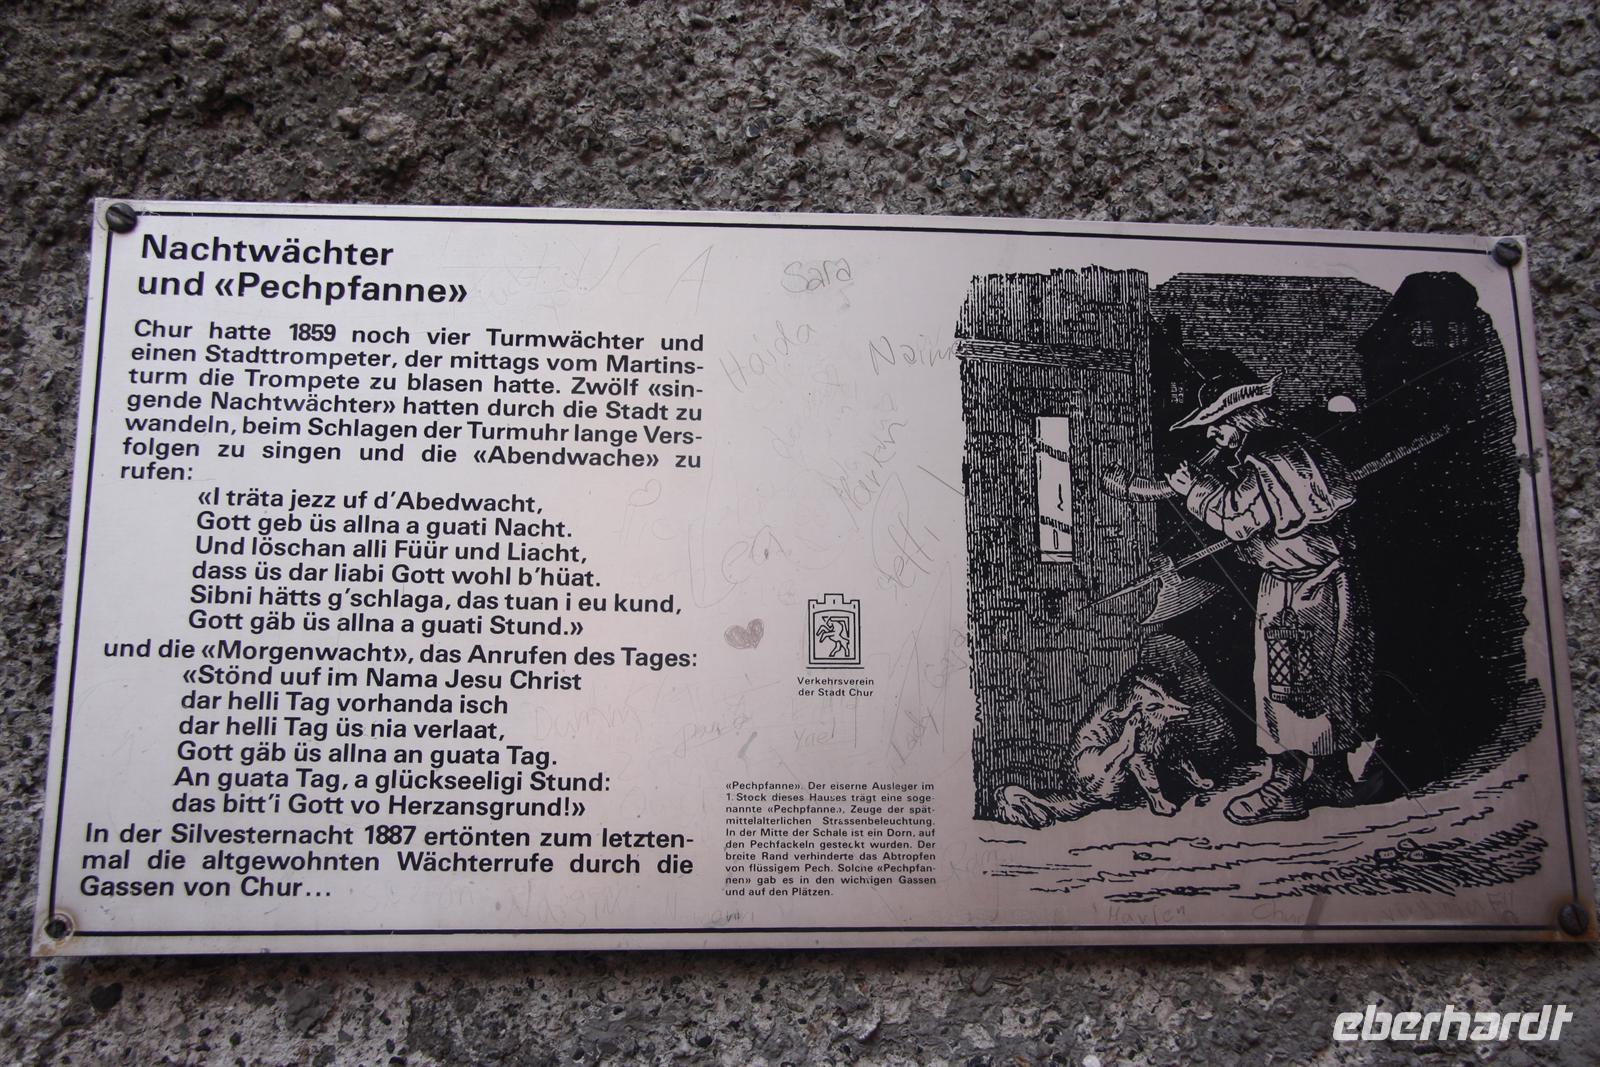 Nachtwächter
und «Pechpfanne»
Chur hatte 1859 noch vier Turmwächter und
einen Stadttrompeter, der mittags vom Martins-
turm die Trompete zu blasen hatte. Zwölf «sin-
gende Nachtwächter» hatten durch die Stadt zu
wandeln, beim Schlagen der Turmuhr lange Vers-
folgen zu singen und die «Abendwache» zu
rufen:
«I träta jezz uf d'Abedwacht,
Gott geb üs allna a guati Nacht.
Und löschan alli Füür und Liacht,
dass üs dar liabi Gott wohl b'hüat.
Sibni hätts g'schlaga, das tuan i eu kund,
Gott gäb üs allna a guati Stund.»
und die «Morgenwacht», das Anrufen des Tages:
«Stönd uuf im Nama Jesu Christ
dar helli Tag vorhanda isch
dar helli Tag üs nia verlaat,
Gott gäb üs allna an guata Tag.
An guata Tag, a glückseeligi Stund:
das bitt'i Gott vo Herzansgrund!»
In der Silvesternacht 1887 ertönten zum letzten-
mal die altgewohnten Wächterrufe durch die
Gassen von Chur...
Sara
Haida
Lea
Steffi
Yael
Verkehrsverein
der Stadt Chur
«Pechpfanne». Der eiserne Ausleger im
1. Stock dieses Hauses trägt eine soge-
nannte «Pechpfanne», Zeuge der spät-
mittelalterlichen Strassenbeleuchtung.
In der Mitte der Schale ist ein Dorn, auf
den Pechfackeln gesteckt wurden. Der
breite Rand verhinderte das Abtropfen
von flüssigem Pech. Solche «Pechpfan-
nen» gab es in den wichtigen Gassen
und auf den Plätzen.
eberhardt